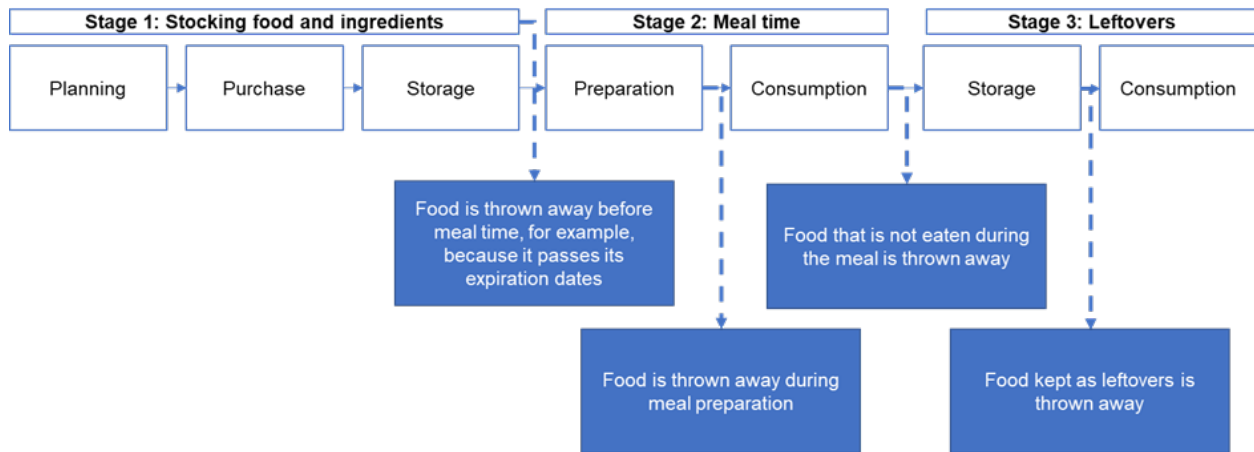 Stage 1: Stocking food and ingredients
Stage 2: Meal time
Stage 3: Leftovers
Planning
Purchase
Storage
Preparation
Consumption
Storage
Consumption
Food is thrown away before
meal time, for example,
because it passes its
expiration dates
Food that is not eaten during
the meal is thrown away
Food is thrown away during
meal preparation
Food kept as leftovers is
thrown away